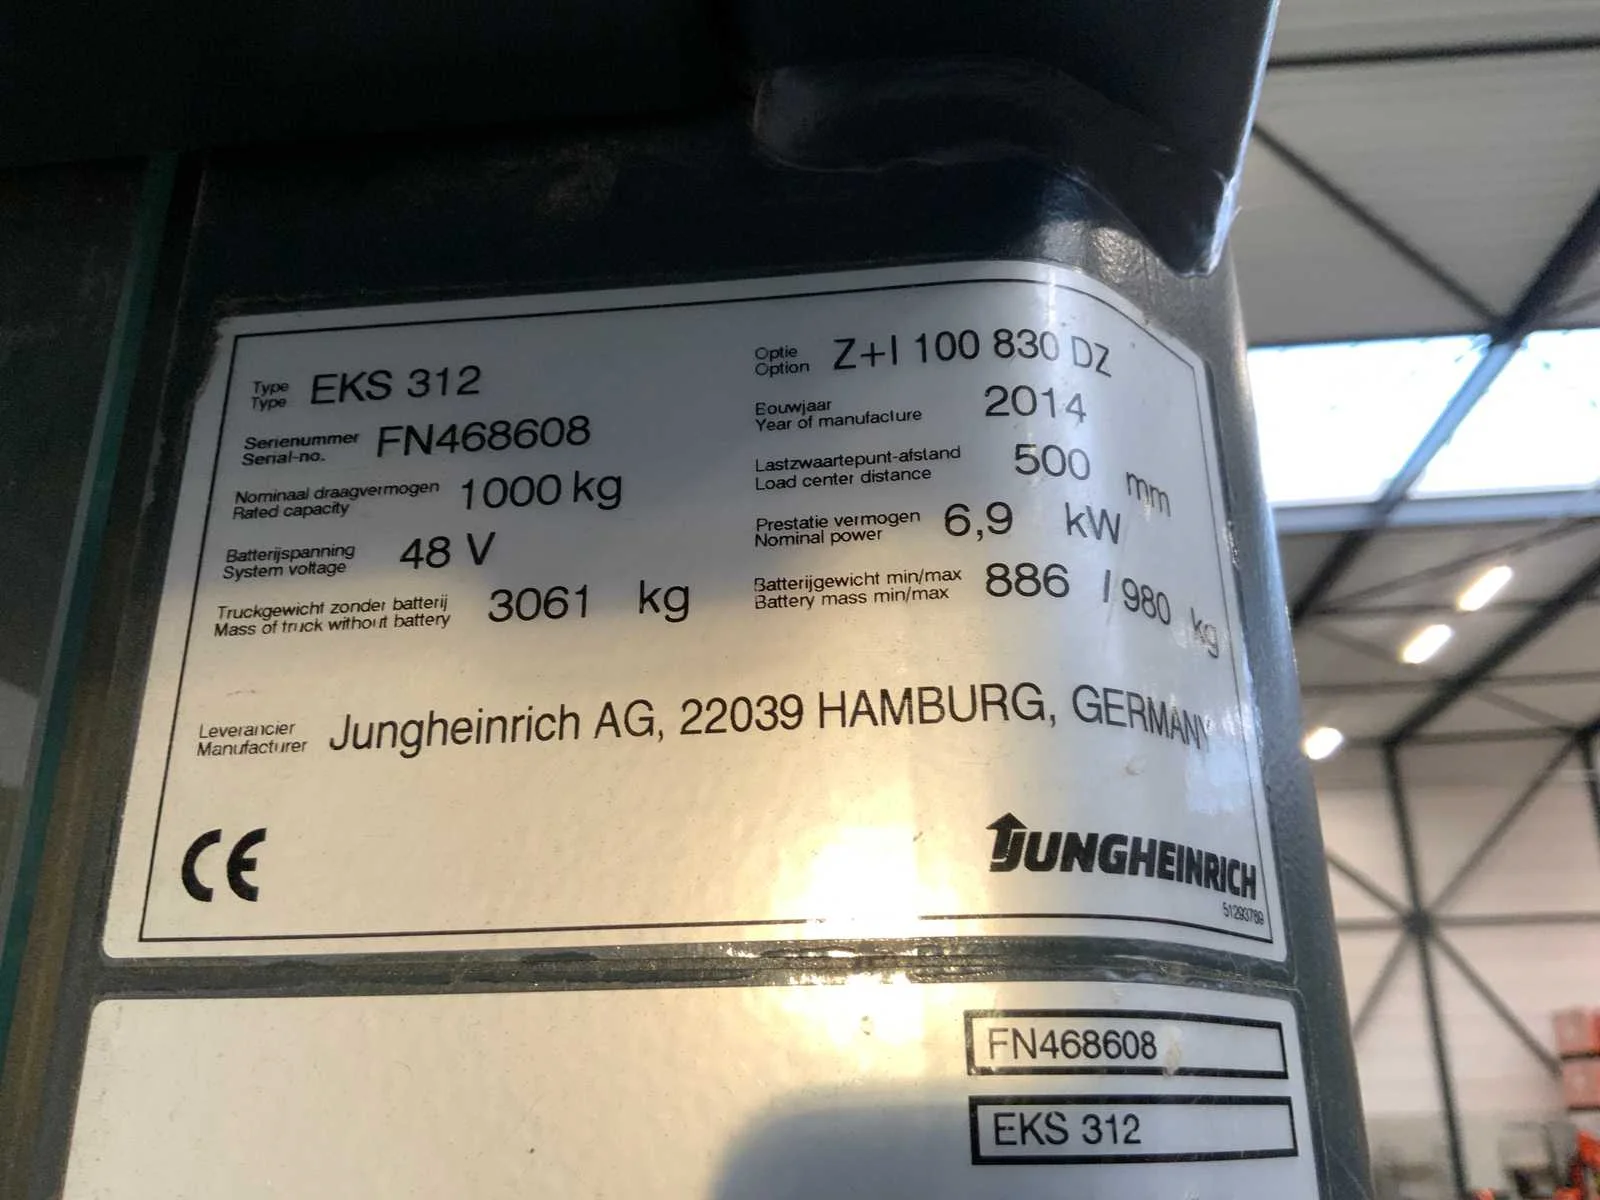 Type EKS 312
Type
Optie Z+I 100 830 DZ
Option
Serienummer FN468608
Serial-no.
Bouwjaar 2014
Year of manufacture
Nominaal draagvermogen 1000 kg
Rated capacity
Lastzwaartepunt-afstand 500 mm
Load center distance
Batterijspanning 48 V
System voltage
Prestatie vermogen 6,9 kW
Nominal power
Truckgewicht zonder batterij 3061 kg
Mass of truck without battery
Batterijgewicht min/max 886 / 980 kg
Battery mass min/max
Leverancier Jungheinrich AG, 22039 HAMBURG, GERMANY
Manufacturer
CE
JUNGHEINRICH
51293789
FN468608
EKS 312